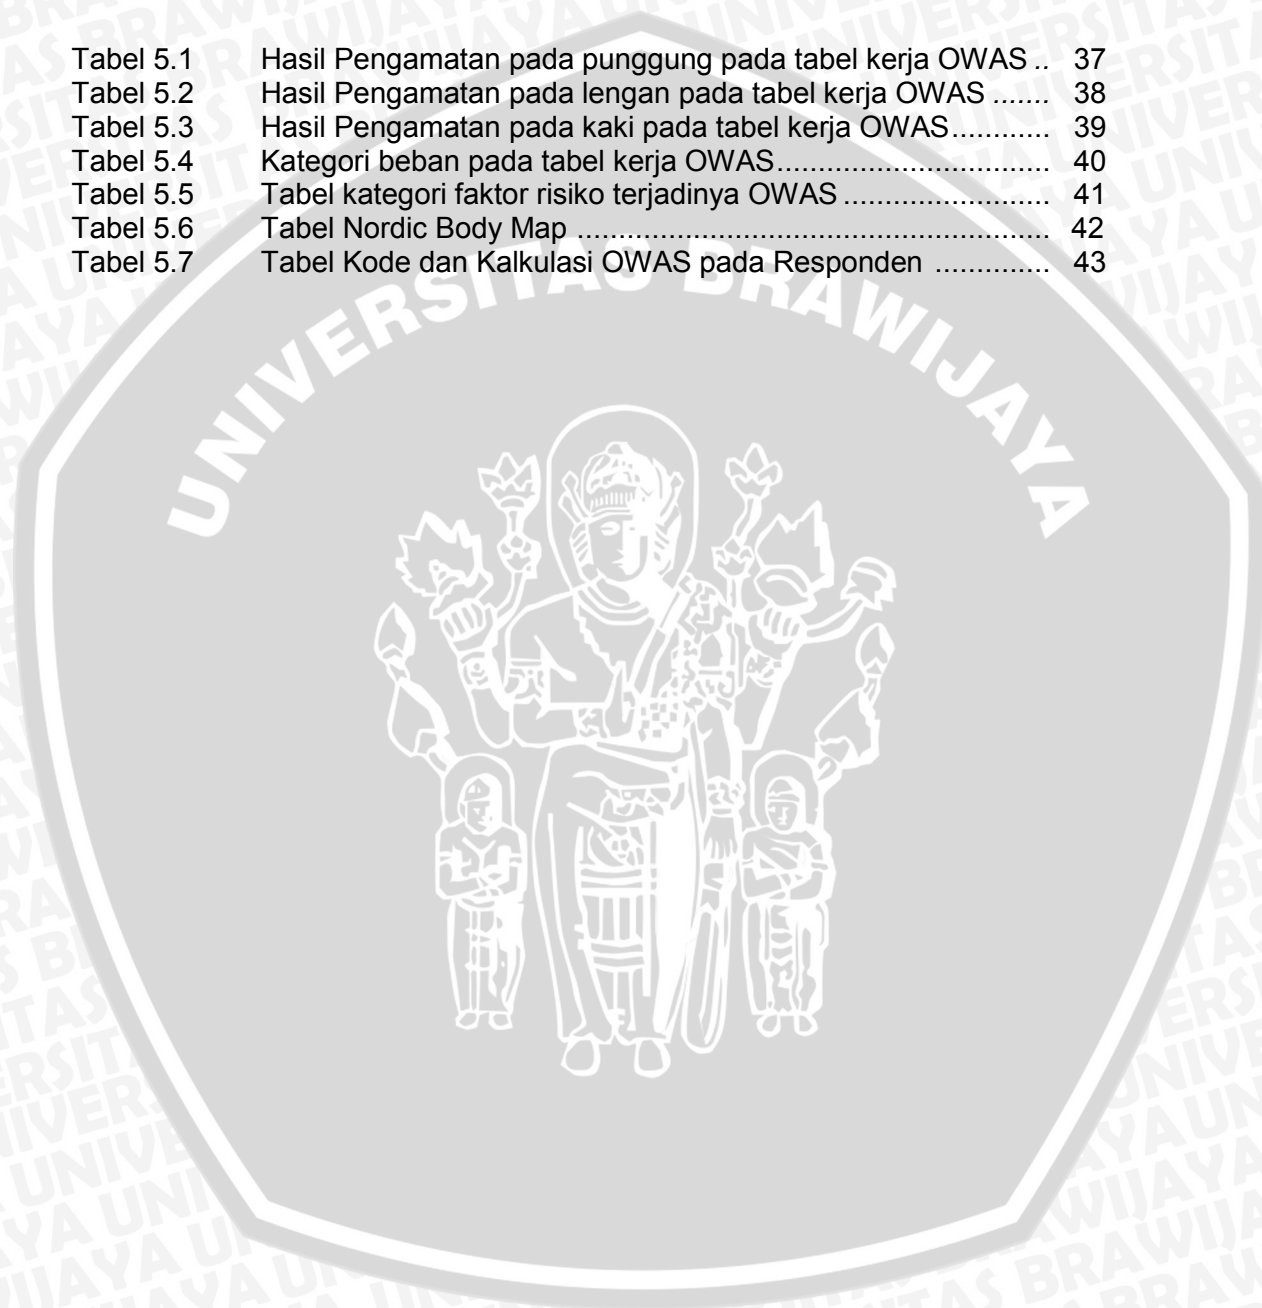 Tabel 5.1 Hasil Pengamatan pada punggung pada tabel kerja OWAS .. 37
Tabel 5.2 Hasil Pengamatan pada lengan pada tabel kerja OWAS ....... 38
Tabel 5.3 Hasil Pengamatan pada kaki pada tabel kerja OWAS............ 39
Tabel 5.4 Kategori beban pada tabel kerja OWAS................................. 40
Tabel 5.5 Tabel kategori faktor risiko terjadinya OWAS ......................... 41
Tabel 5.6 Tabel Nordic Body Map ......................................................... 42
Tabel 5.7 Tabel Kode dan Kalkulasi OWAS pada Responden .............. 43
UNIVERSITAS BRAWIJAYA